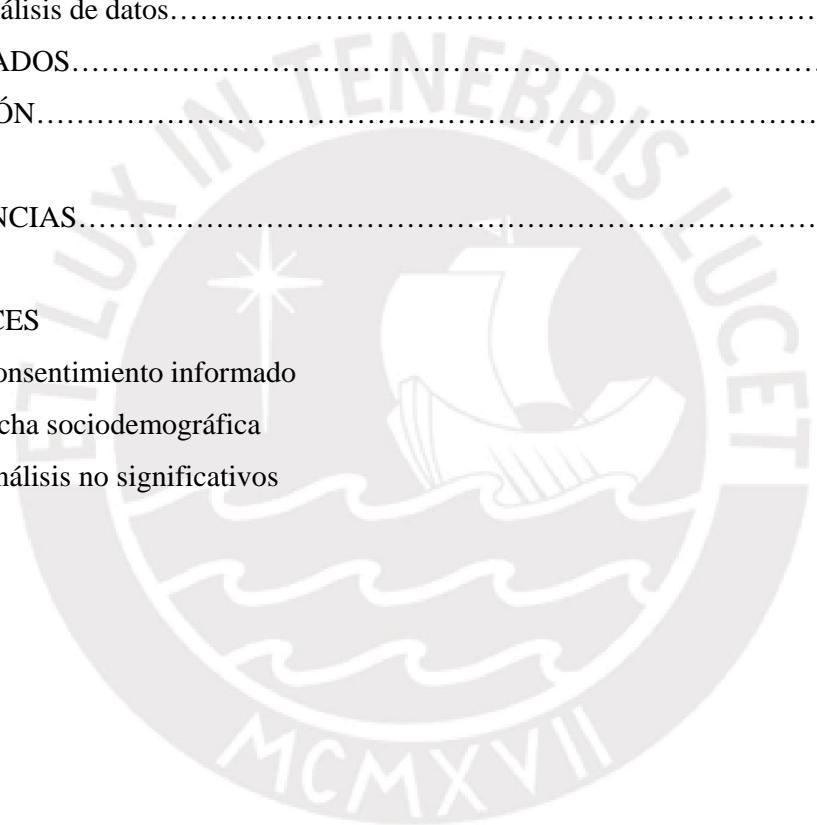 álisis de datos……..……………………………………………………………
ADOS………………………………………………………………………
ÓN……………………………………………………………………………
NCIAS…….…………………………………………………………………
CES
onsentimiento informado
cha sociodemográfica
nálisis no significativos
ET LUX IN TENEBRIS LUCET
MCMXVII